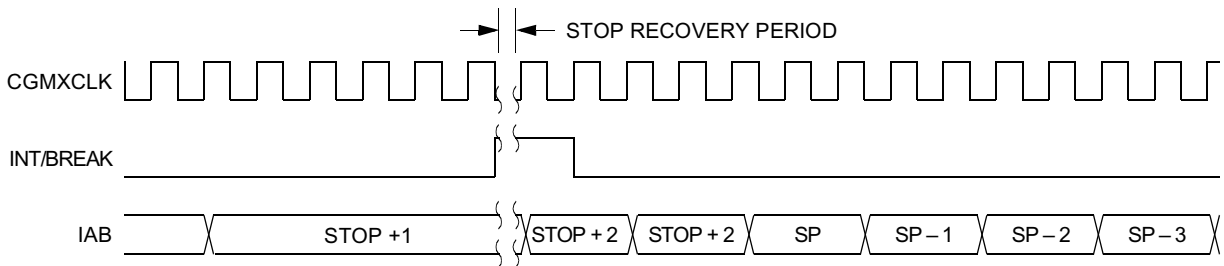 STOP RECOVERY PERIOD
CGMXCLK
INT/BREAK
IAB STOP +1 STOP + 2 STOP + 2 SP SP – 1 SP – 2 SP – 3